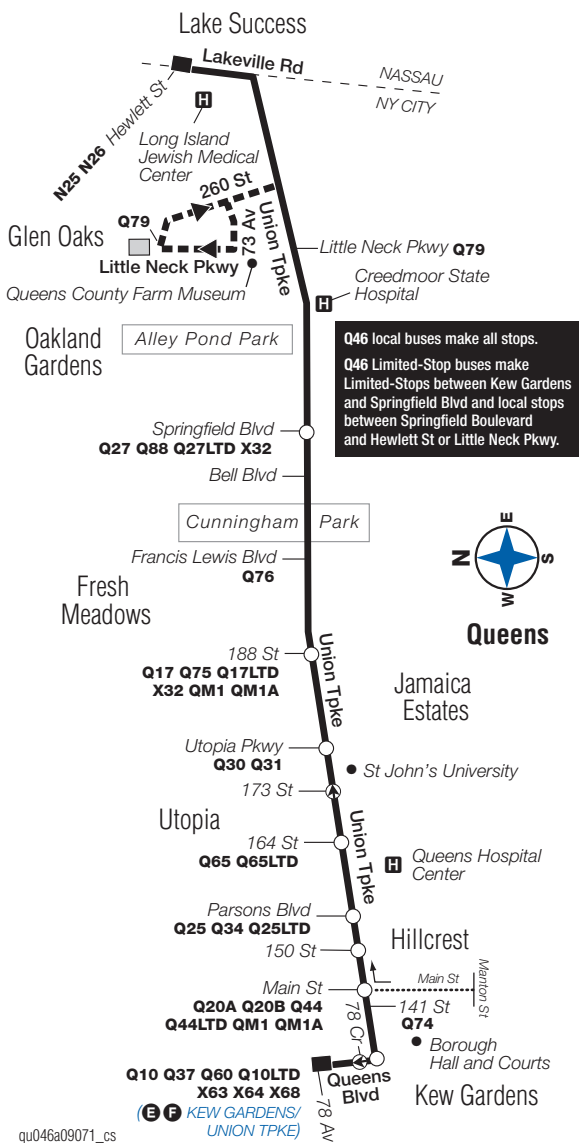 Lake Success
Lakeville Rd
NASSAU
NY CITY
Hewlett St
N25 N26
H
Long Island
Jewish Medical
Center
260 St
Q79
Glen Oaks
73 Av
Union Tpke
Little Neck Pkwy
Little Neck Pkwy Q79
Queens County Farm Museum
H
Creedmoor State
Hospital
Oakland
Gardens
Alley Pond Park
Q46 local buses make all stops.
Q46 Limited-Stop buses make
Limited-Stops between Kew Gardens
and Springfield Blvd and local stops
between Springfield Boulevard
and Hewlett St or Little Neck Pkwy.
Springfield Blvd
Q27 Q88 Q27LTD X32
Bell Blvd
Cunningham Park
Francis Lewis Blvd
Q76
N
E
S
W
Queens
Fresh
Meadows
188 St
Q17 Q75 Q17LTD
X32 QM1 QM1A
Union Tpke
Jamaica
Estates
Utopia Pkwy
Q30 Q31
St John's University
173 St
Utopia
164 St
Q65 Q65LTD
Union Tpke
H
Queens Hospital
Center
Parsons Blvd
Q25 Q34 Q25LTD
150 St
Hillcrest
Main St
Q20A Q20B Q44
Q44LTD QM1 QM1A
Main St
Manton St
141 St
Q74
78 Cr
Borough
Hall and Courts
Q10 Q37 Q60 Q10LTD
X63 X64 X68
(E F KEW GARDENS/
UNION TPKE)
Queens
Blvd
78 Av
Kew Gardens
qu046a09071_cs